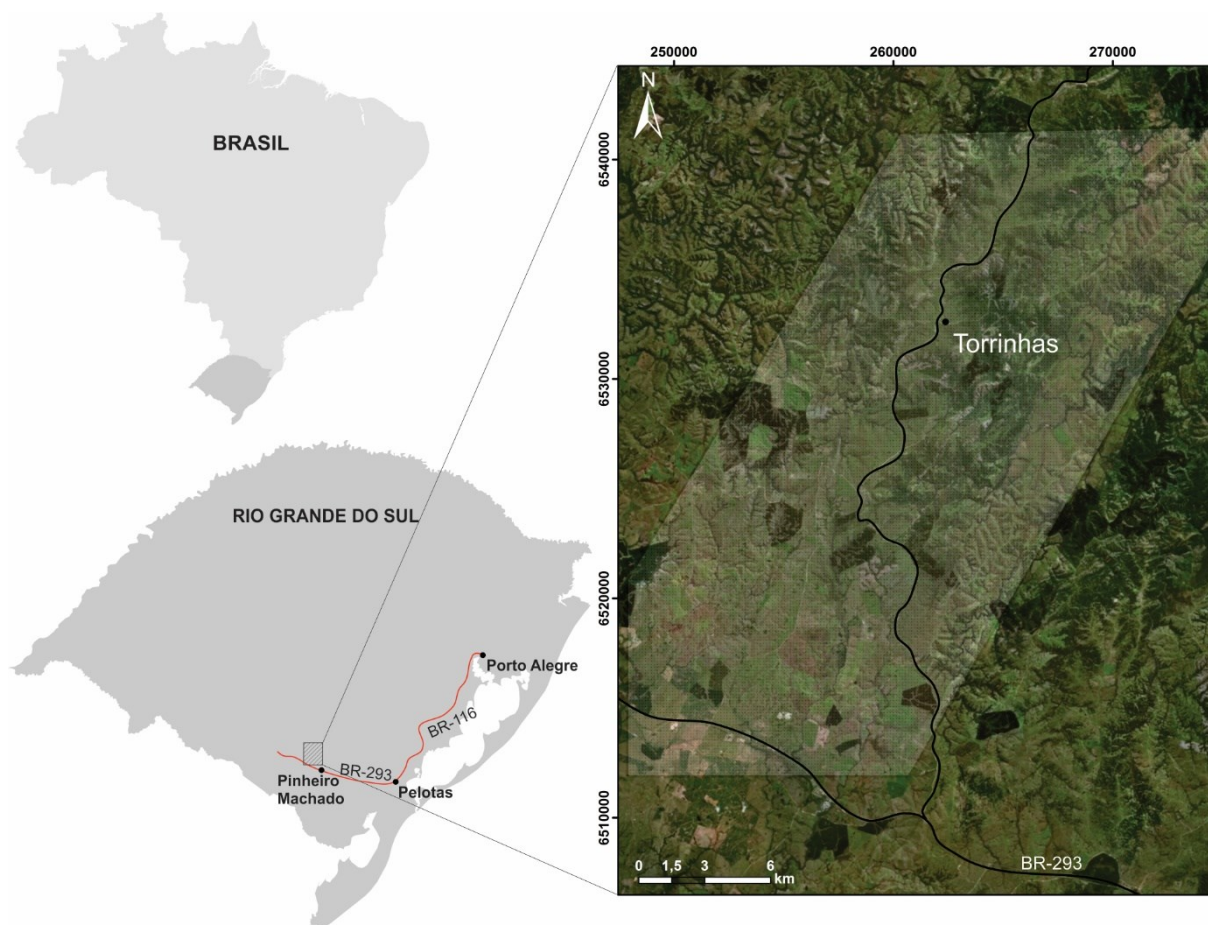 BRASIL
RIO GRANDE DO SUL
Porto Alegre
BR-116
BR-293
Pinheiro
Machado
Pelotas
250000
260000
270000
N
6540000
6530000
6520000
6510000
Torrinhas
BR-293
0 1,5 3 6
km